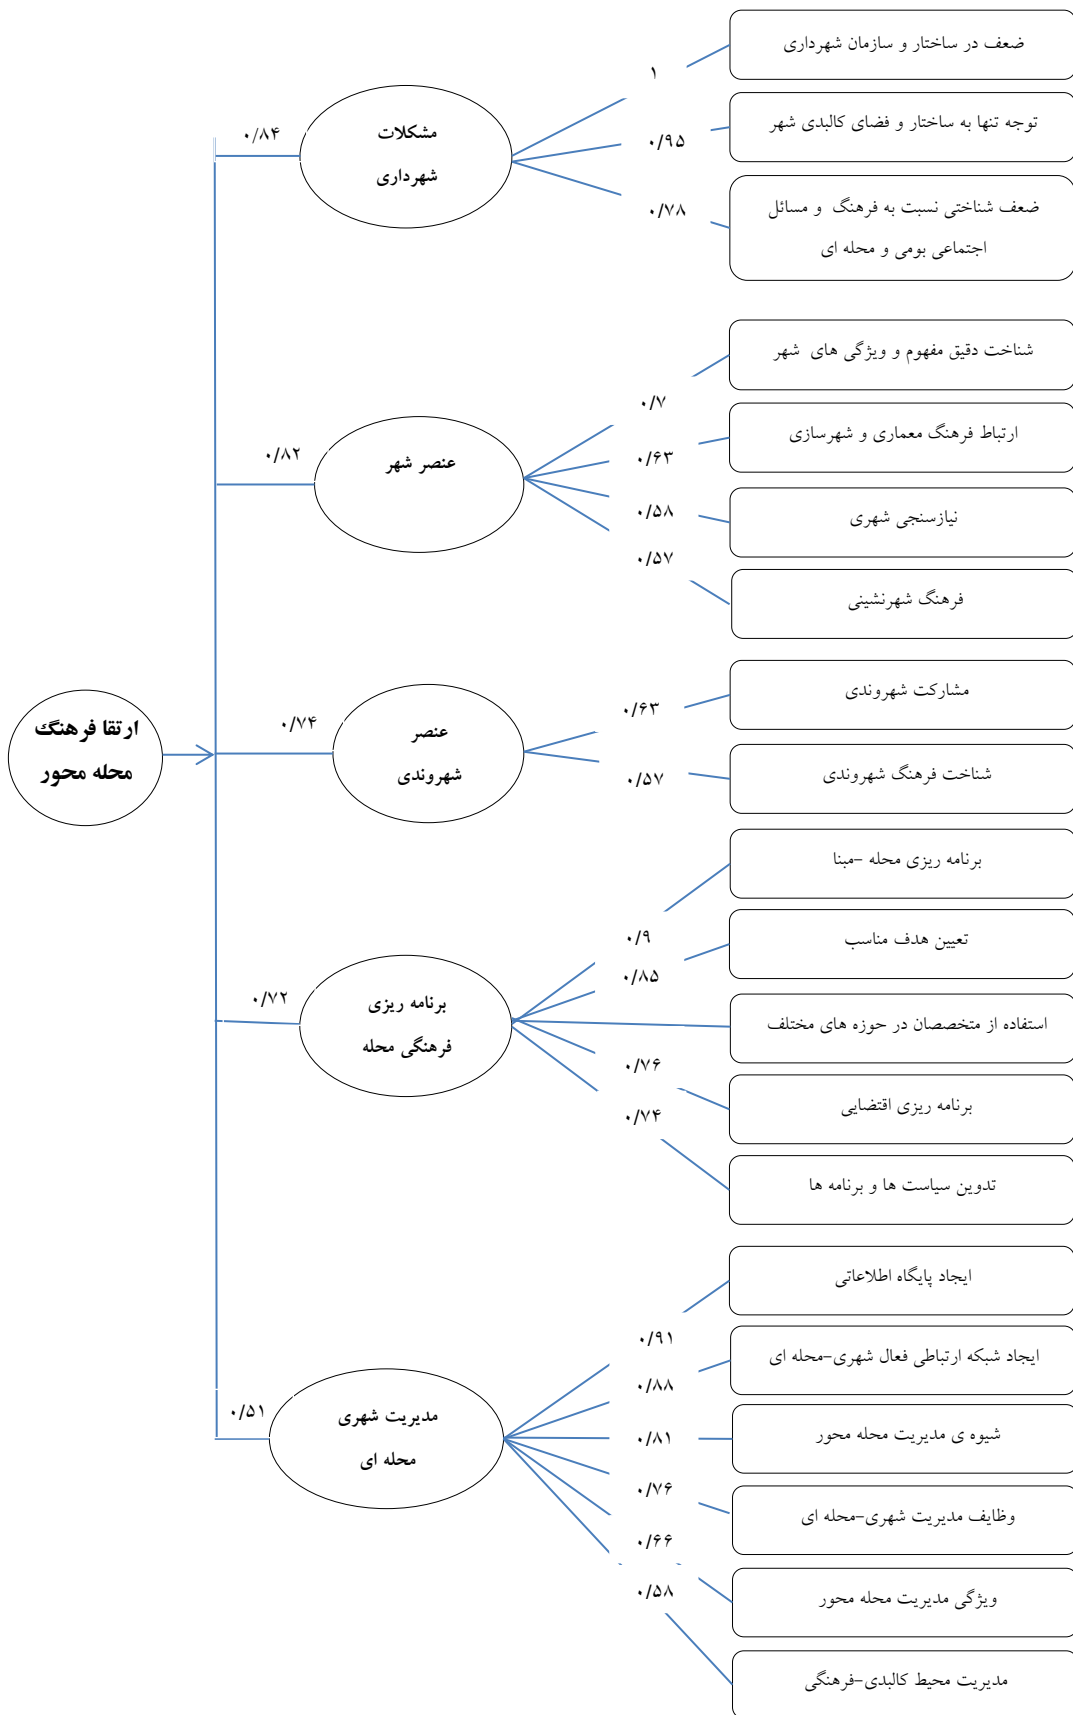 ضعف در ساختار و سازمان شهرداری
۱
۰/۸۴
مشکلات
شهرداری
توجه تنها به ساختار و فضای کالبدی شهر
۰/۹۵
ضعف شناختی نسبت به فرهنگ و مسائل
اجتماعی بومی و محله ای
۰/۷۸
شناخت دقیق مفهوم و ویژگی های شهر
۰/۷
ارتباط فرهنگ معماری و شهرسازی
۰/۶۳
۰/۸۲
عنصر شهر
نیازسنجی شهری
۰/۵۸
فرهنگ شهرنشینی
۰/۵۷
مشارکت شهروندی
۰/۶۳
۰/۷۴
عنصر
شهروندی
شناخت فرهنگ شهروندی
۰/۵۷
ارتقا فرهنگ
محله محور
برنامه ریزی محله -مبنا
۰/۹
تعیین هدف مناسب
۰/۸۵
۰/۷۲
برنامه ریزی
فرهنگی محله
استفاده از متخصصان در حوزه های مختلف
برنامه ریزی اقتضایی
۰/۷۶
تدوین سیاست ها و برنامه ها
۰/۷۴
ایجاد پایگاه اطلاعاتی
۰/۹۱
ایجاد شبکه ارتباطی فعال شهری-محله ای
۰/۸۸
۰/۵۱
مدیریت شهری
محله ای
شیوه ی مدیریت محله محور
۰/۸۱
وظایف مدیریت شهری-محله ای
۰/۷۶
ویژگی مدیریت محله محور
۰/۶۶
مدیریت محیط کالبدی-فرهنگی
۰/۵۸